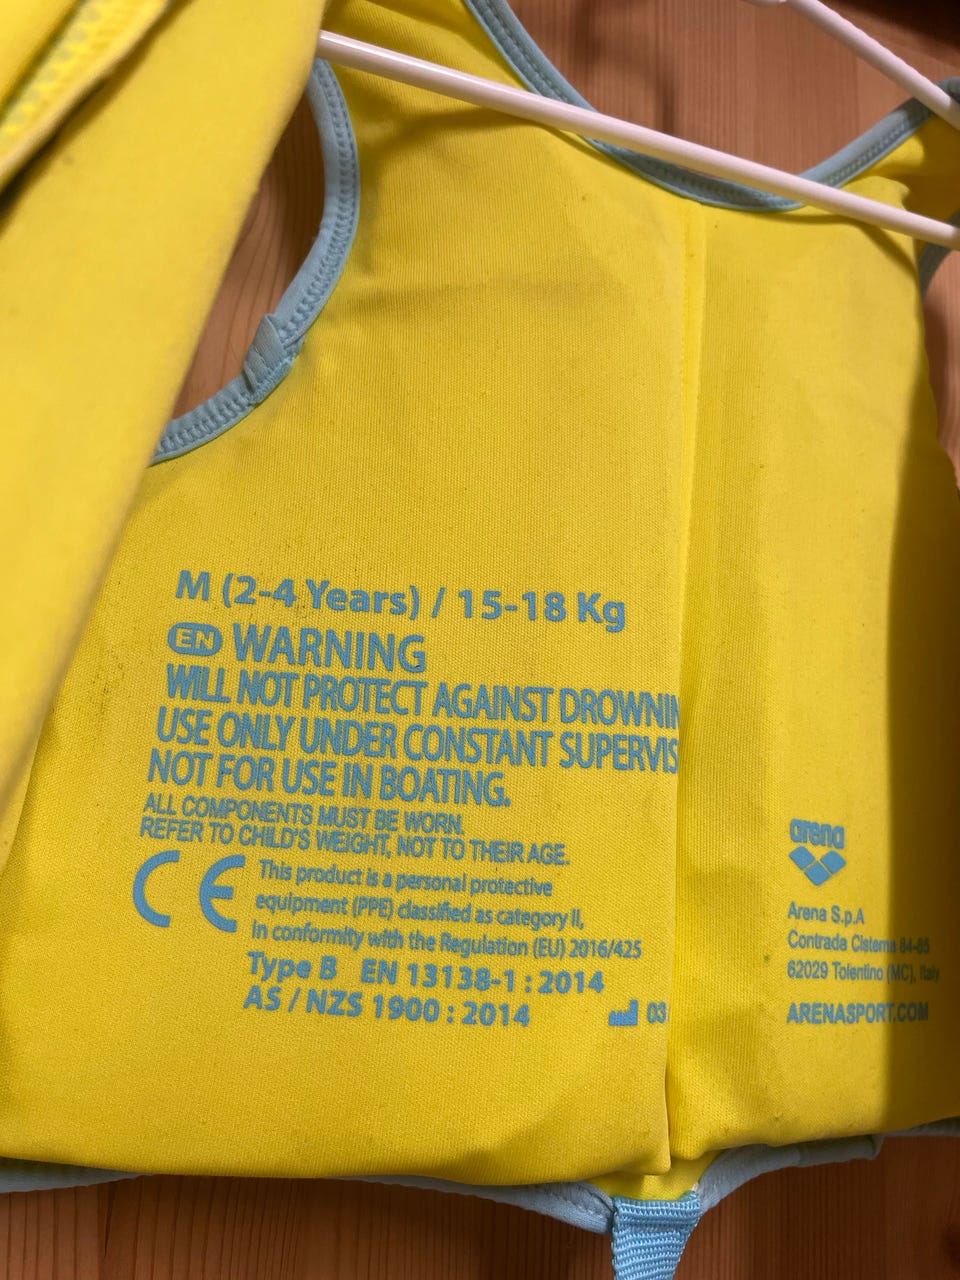 M (2-4 Years) / 15-18 Kg
EN WARNING
WILL NOT PROTECT AGAINST
USE ONLY UNDER CONSTANT
NOT FOR USE IN BOATING.
ALL COMPONENTS MUST BE WORN.
REFER TO CHILD'S WEIGHT, NOT TO THEIR AGE.
CE
This product is a personal protective
equipment (PPE) classified as category II,
In conformity with the Regulation (EU) 2016/425
Type B EN 13138-1 : 2014
AS / NZS 1900 : 2014
03
arena
Arena S.p.A
Contrada Cisterna 84-85
62029 Tolentino (MC), Italy
ARENASPORT.COM